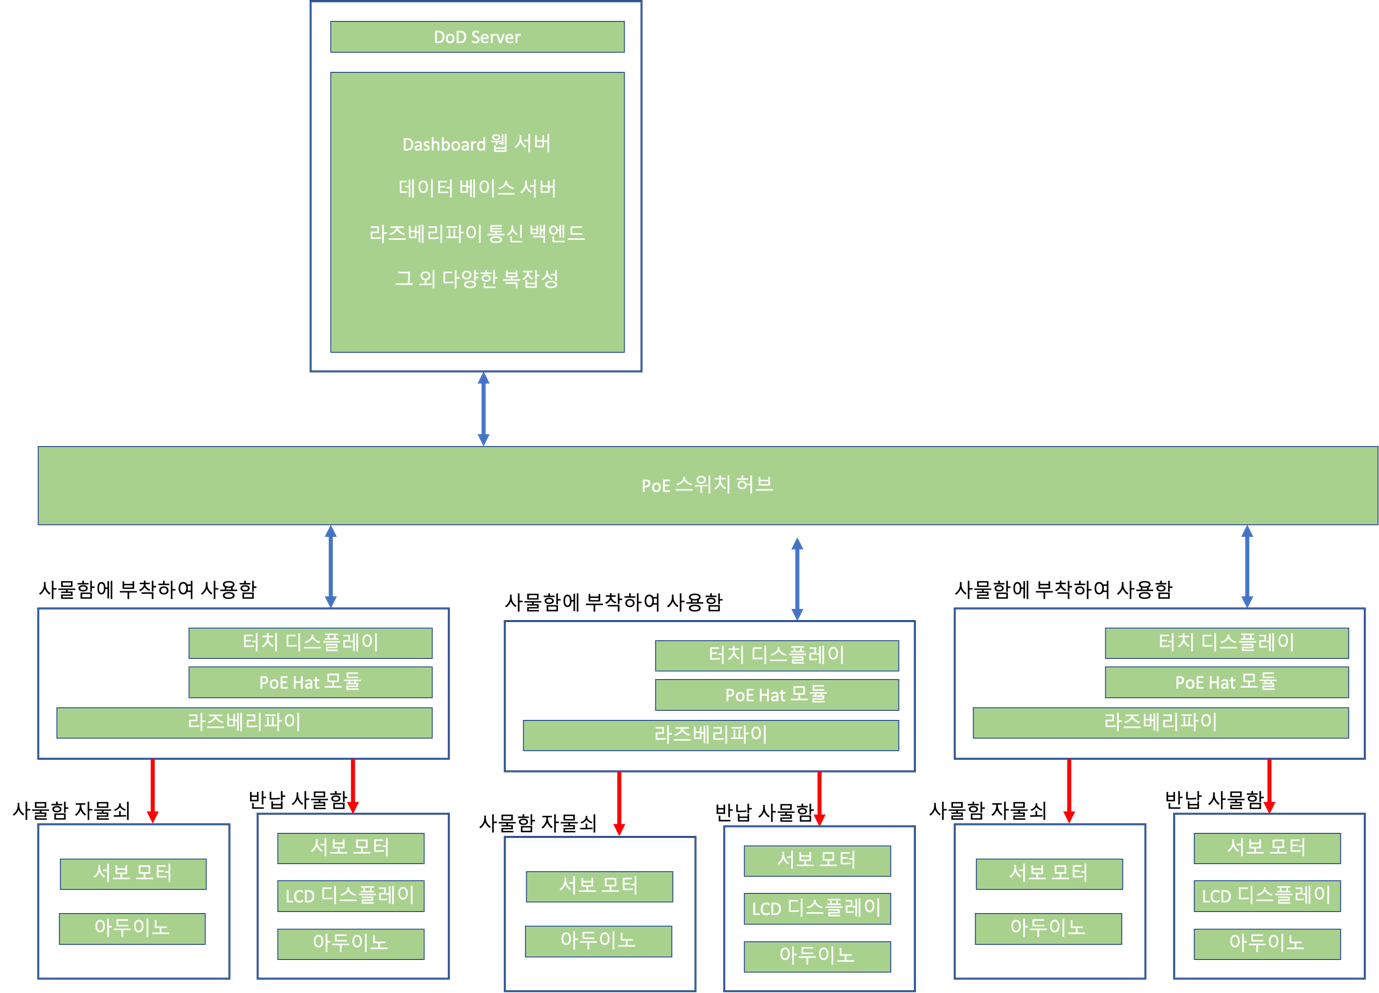 DoD Server
Dashboard 웹 서버
데이터 베이스 서버
라즈베리파이 통신 백엔드
그 외 다양한 복잡성
PoE 스위치 허브
사물함에 부착하여 사용함
터치 디스플레이
PoE Hat 모듈
라즈베리파이
사물함 자물쇠
서보 모터
아두이노
반납 사물함
서보 모터
LCD 디스플레이
아두이노
사물함에 부착하여 사용함
터치 디스플레이
PoE Hat 모듈
라즈베리파이
사물함 자물쇠
서보 모터
아두이노
반납 사물함
서보 모터
LCD 디스플레이
아두이노
사물함에 부착하여 사용함
터치 디스플레이
PoE Hat 모듈
라즈베리파이
사물함 자물쇠
서보 모터
아두이노
반납 사물함
서보 모터
LCD 디스플레이
아두이노